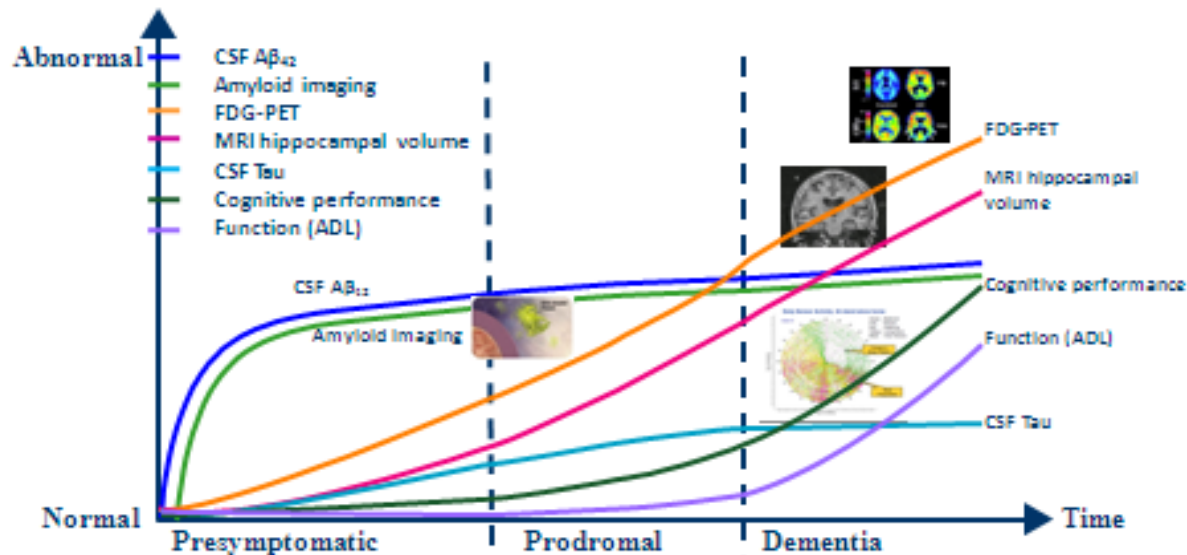 Abnormal
CSF Aβ₄₂
Amyloid imaging
FDG-PET
MRI hippocampal volume
CSF Tau
Cognitive performance
Function (ADL)
FDG-PET
MRI hippocampal
volume
CSF Aβ
Amyloid imaging
Cognitive performance
Function (ADL)
CSF Tau
Normal
Time
Presymptomatic
Prodromal
Dementia